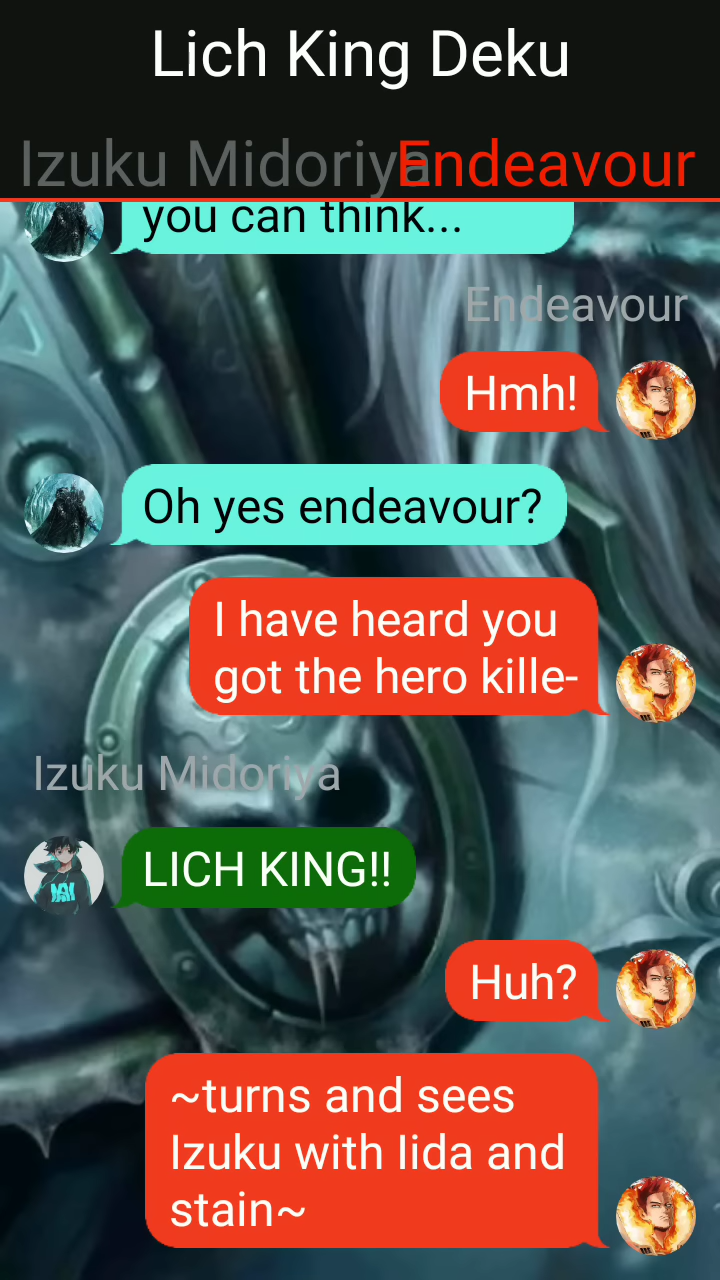 Lich King Deku
Izuku Midoriya Endeavour
you can think...
Endeavour
Hmh!
Oh yes endeavour?
I have heard you
got the hero kille-
Izuku Midoriya
LICH KING!!
Huh?
~turns and sees
Izuku with Iida and
stain~